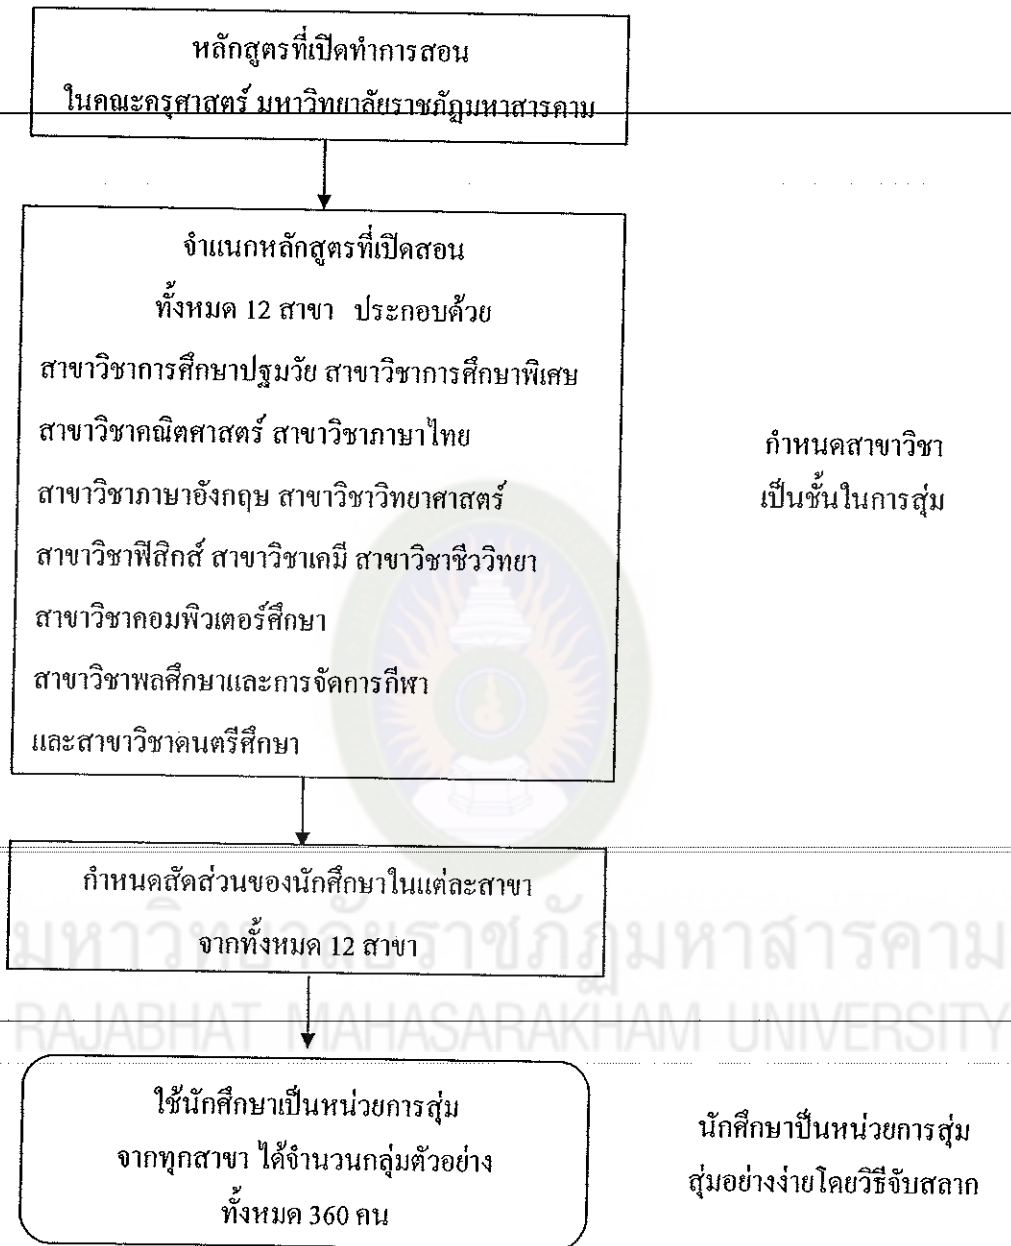 หลักสูตรที่เปิดทำการสอน
ในคณะครุศาสตร์ มหาวิทยาลัยราชภัฏมหาสารคาม
จำแนกหลักสูตรที่เปิดสอน
ทั้งหมด 12 สาขา ประกอบด้วย
สาขาวิชาการศึกษาปฐมวัย สาขาวิชาการศึกษาพิเศษ
สาขาวิชาคณิตศาสตร์ สาขาวิชาภาษาไทย
สาขาวิชาภาษาอังกฤษ สาขาวิชาวิทยาศาสตร์
สาขาวิชาฟิสิกส์ สาขาวิชาเคมี สาขาวิชาชีววิทยา
สาขาวิชาคอมพิวเตอร์ศึกษา
สาขาวิชาพลศึกษาและการจัดการกีฬา
และสาขาวิชาดนตรีศึกษา
กำหนดสาขาวิชา
เป็นชั้นในการสุ่ม
กำหนดสัดส่วนของนักศึกษาในแต่ละสาขา
จากทั้งหมด 12 สาขา
มหาวิทยาลัยราชภัฏมหาสารคาม
RAJABHAT MAHASARAKHAM UNIVERSITY
ใช้นักศึกษาเป็นหน่วยการสุ่ม
จากทุกสาขา ได้จำนวนกลุ่มตัวอย่าง
ทั้งหมด 360 คน
นักศึกษาป็นหน่วยการสุ่ม
สุ่มอย่างง่ายโดยวิธีจับสลาก